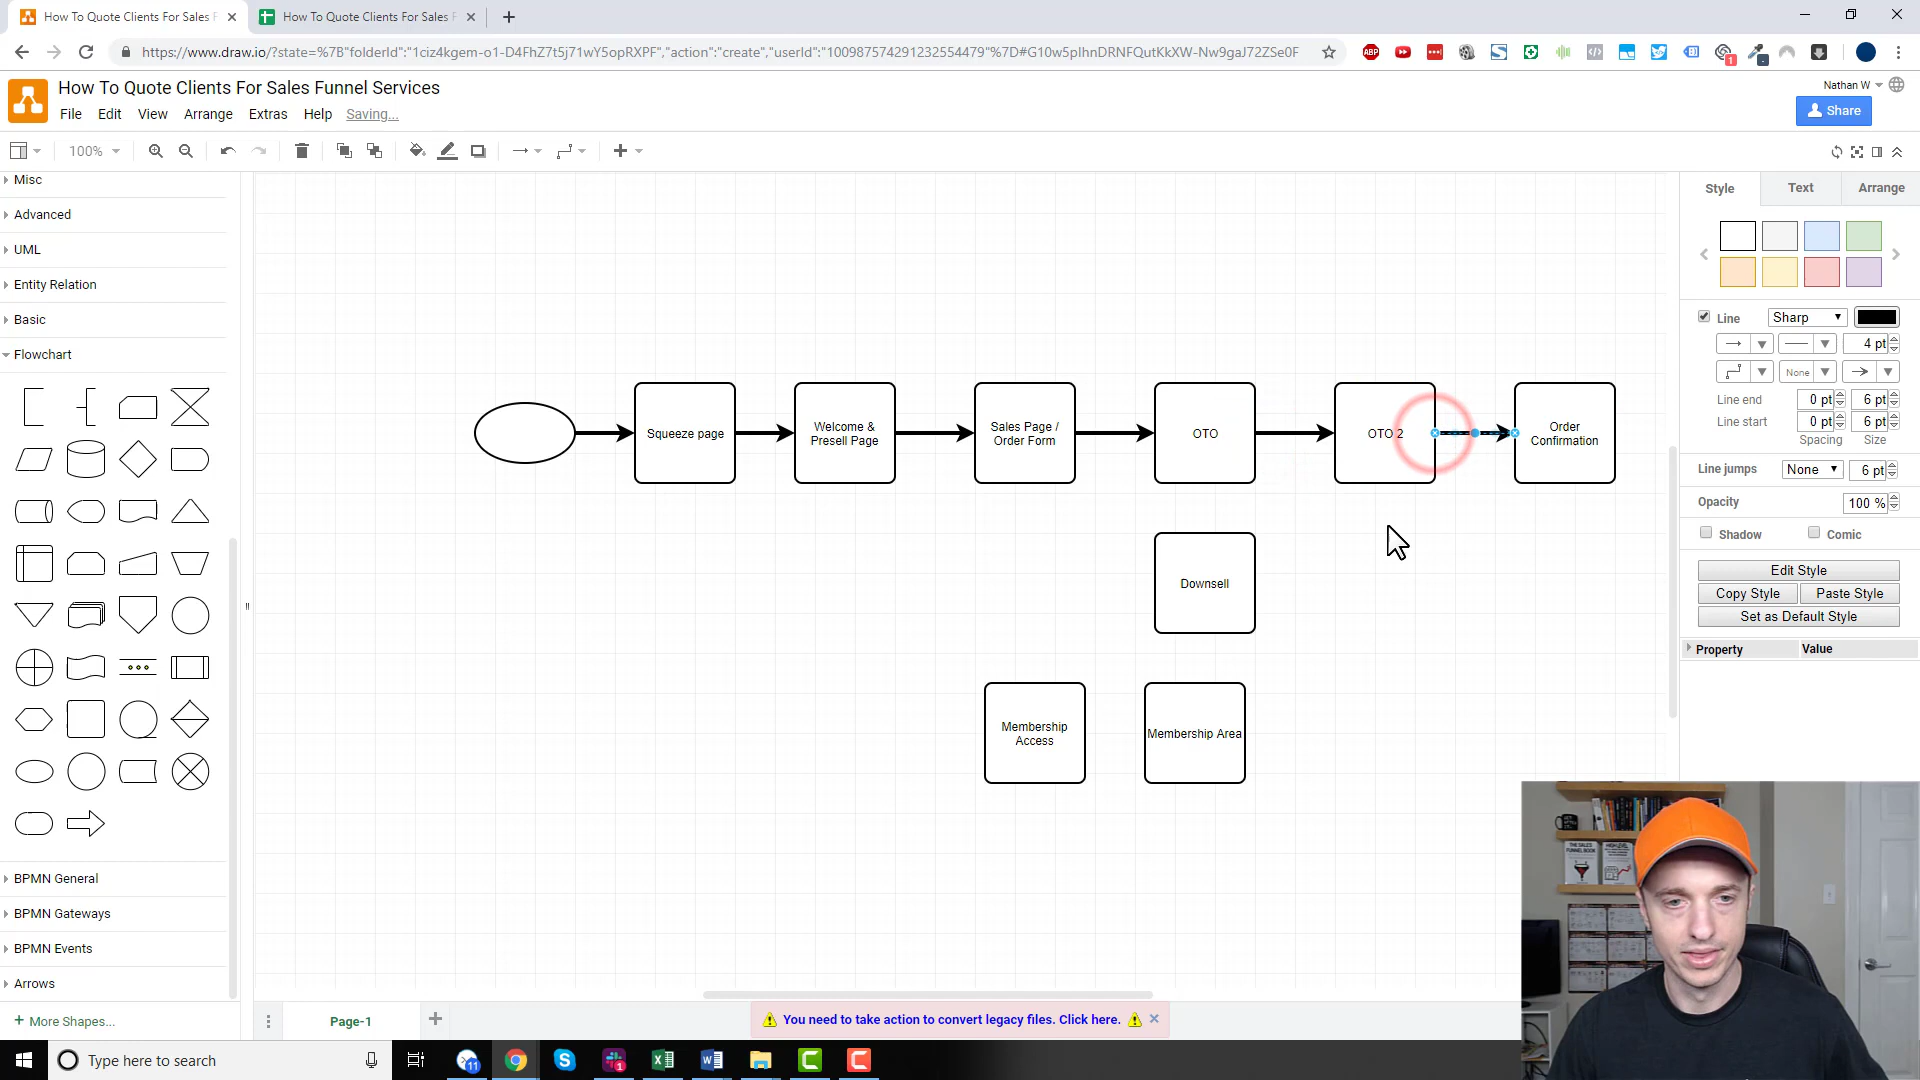 How To Quote Clients For Sales F
How To Quote Clients For Sales F
https://www.draw.io/?state=%7B"folderId":"1ciz4kgem-o1-D4FhZ7t5j71wY5opRXPF","action":"create","userId":"100987574291232554479"%7D#G10w5pIhnDRNFQutKkXW-Nw9gaJ72ZSe0F
ABP
1
How To Quote Clients For Sales Funnel Services
Nathan W
File Edit View Arrange Extras Help Saving...
Share
100%
Misc
Advanced
UML
Entity Relation
Basic
Flowchart
BPMN General
BPMN Gateways
BPMN Events
Arrows
+ More Shapes...
Squeeze page
Welcome &
Presell Page
Sales Page /
Order Form
OTO
OTO 2
Order
Confirmation
Downsell
Membership
Access
Membership Area
Style Text Arrange
Line Sharp
4 pt
None
Line end 0 pt 6 pt
Line start 0 pt 6 pt
Spacing Size
Line jumps None 6 pt
Opacity 100 %
Shadow Comic
Edit Style
Copy Style Paste Style
Set as Default Style
Property Value
Page-1
You need to take action to convert legacy files. Click here.
Type here to search
11
1